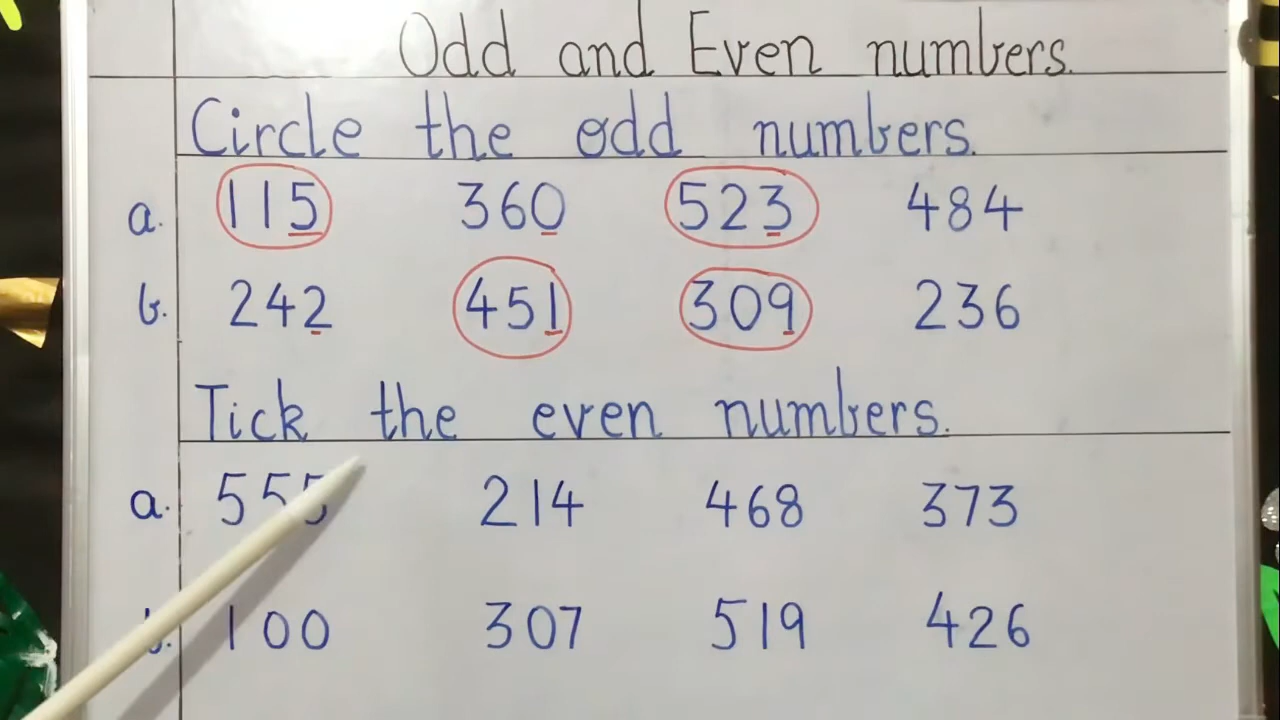 Odd and Even numbers.
Circle the odd numbers.
a. 115 360 523 484
b. 242 451 309 236
Tick the even numbers.
a. 555 214 468 373
b. 100 307 519 426